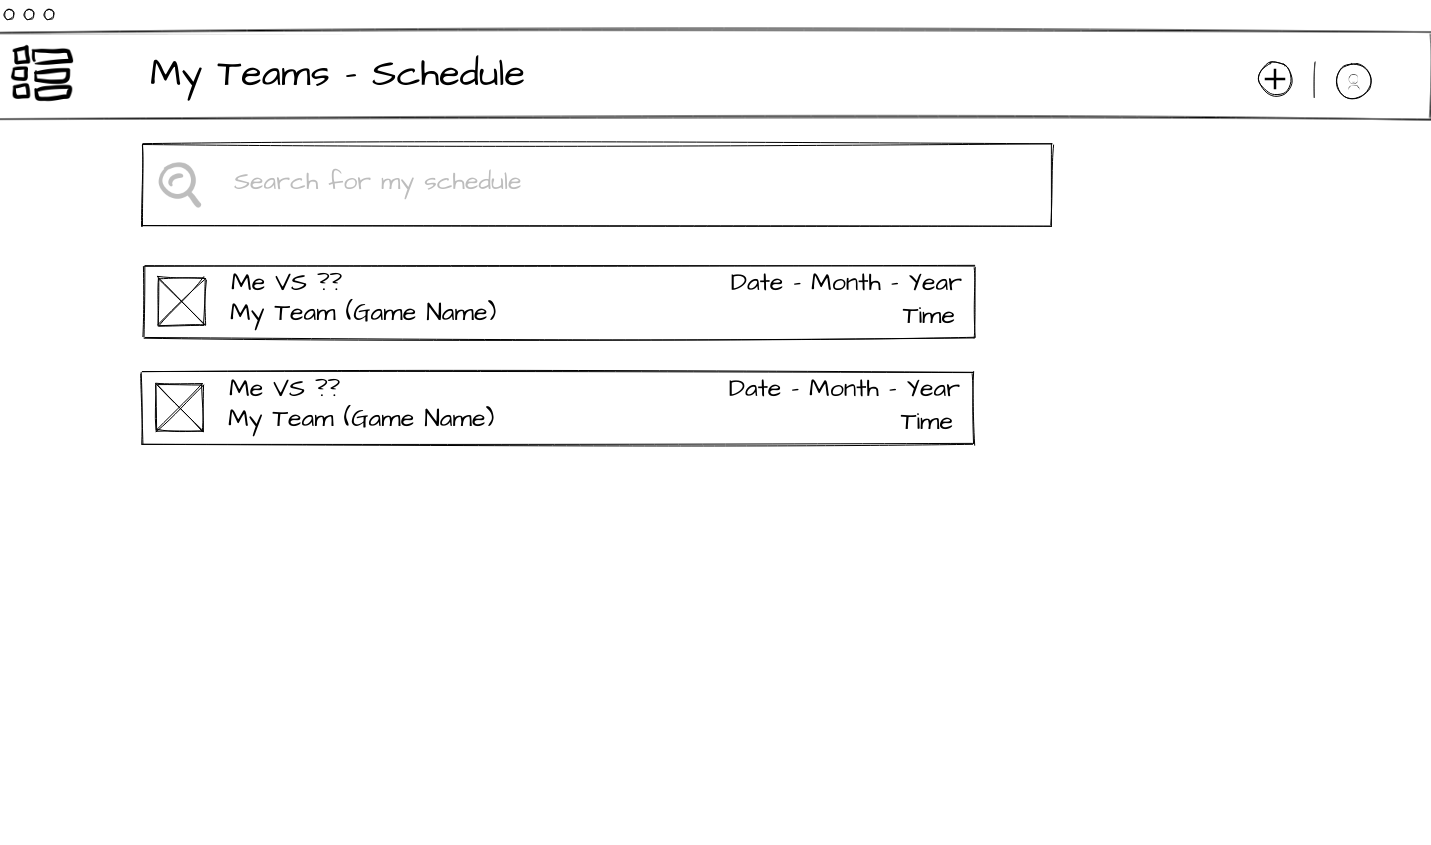 My Teams - Schedule
Search for my schedule
Me VS ??
Date - Month - Year
My Team (Game Name)
Time
Me VS ??
Date - Month - Year
My Team (Game Name)
Time